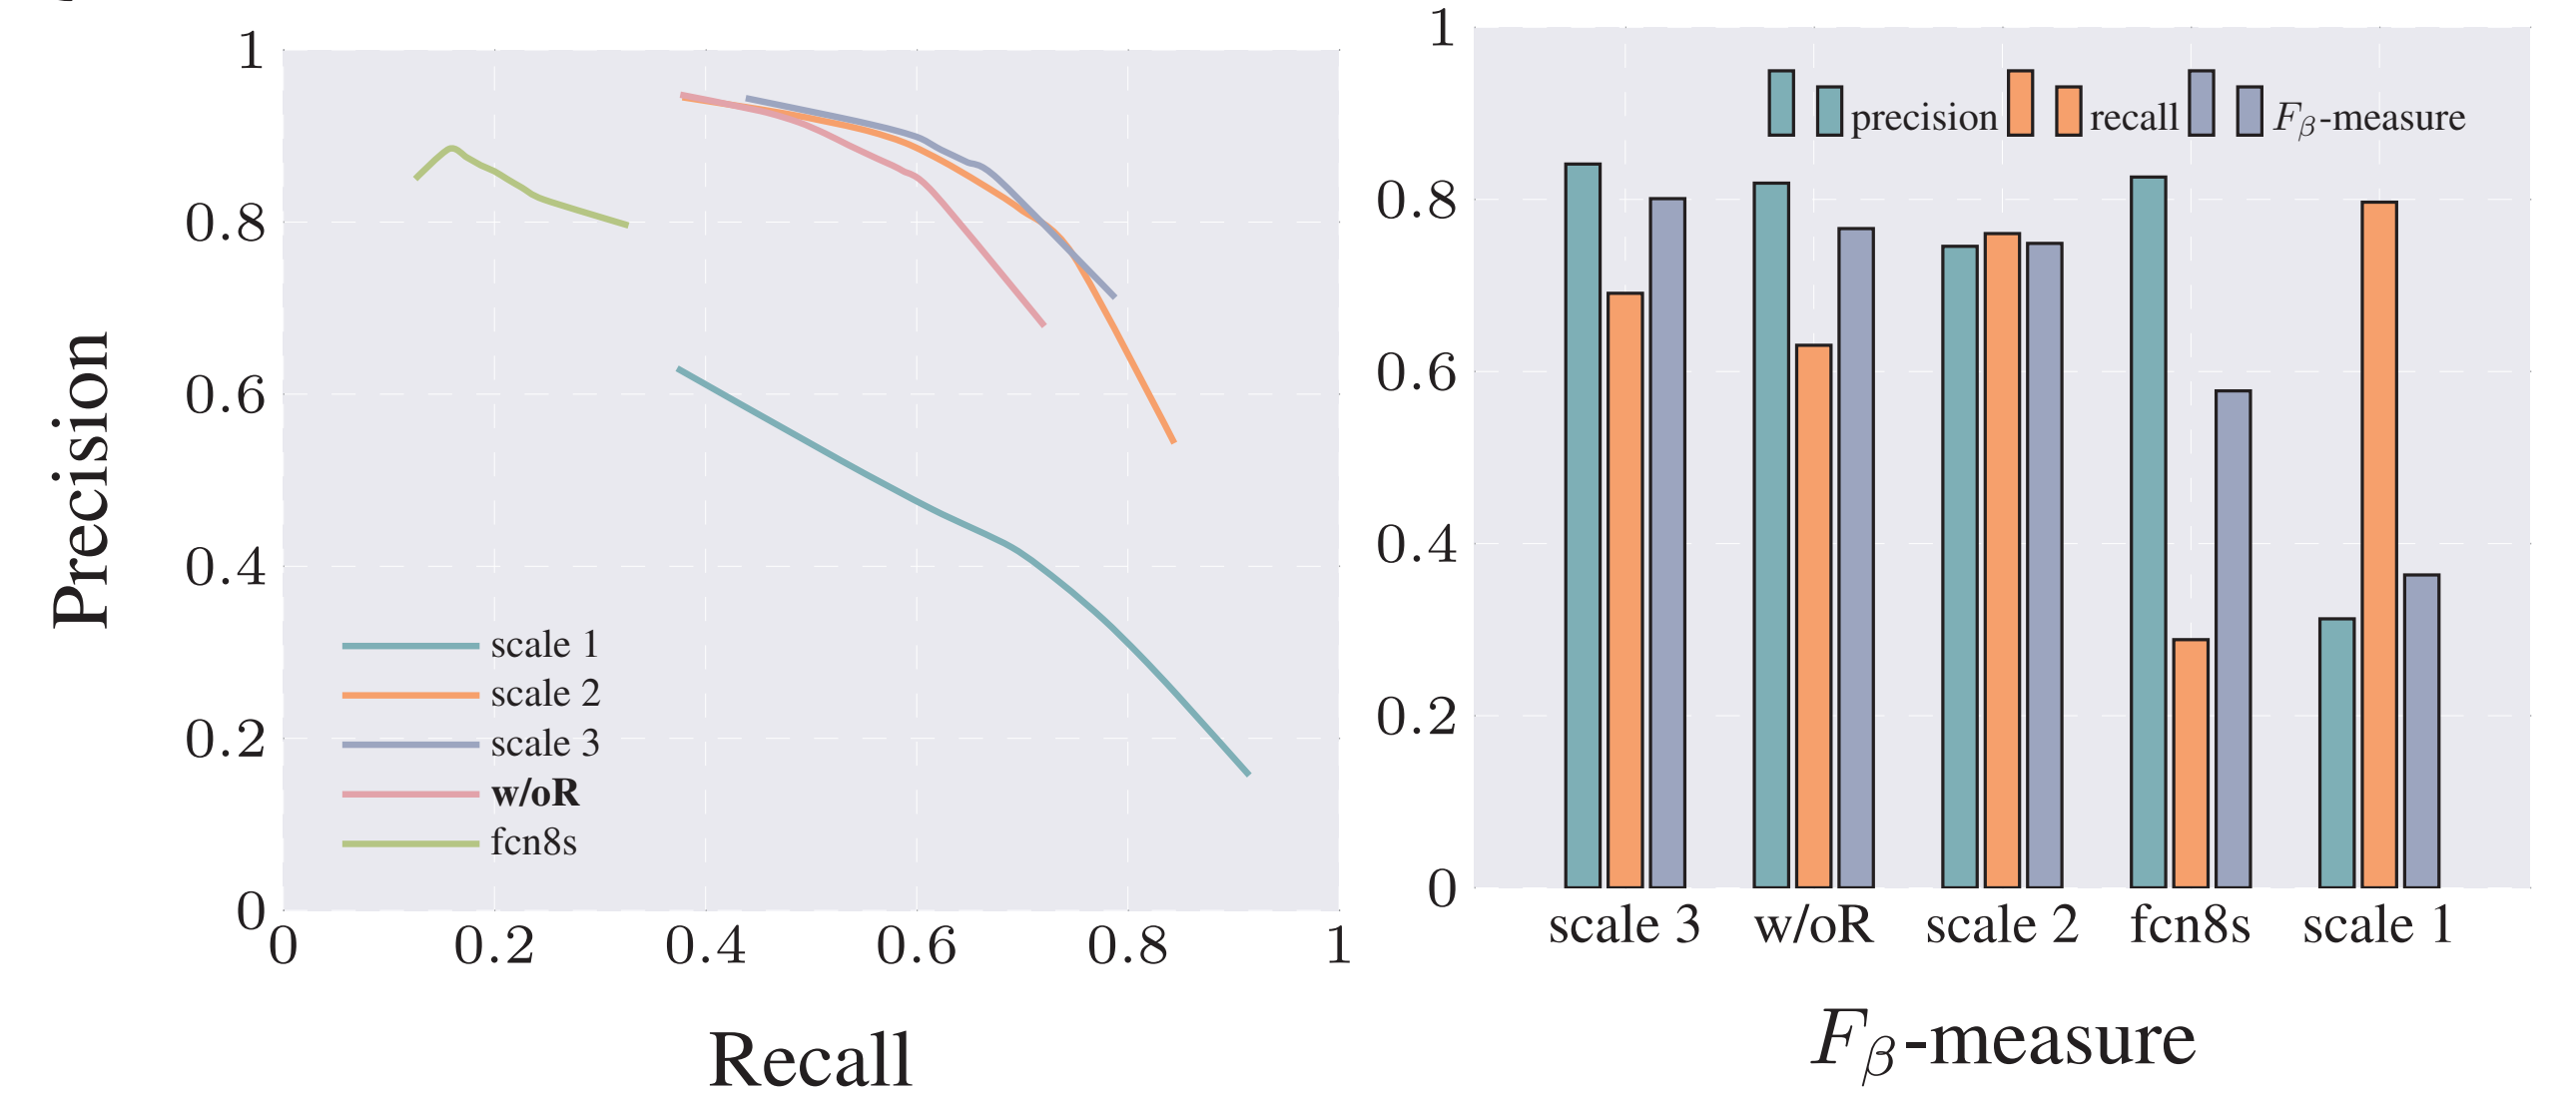 1
0.8
0.6
0.4
0.2
0
Precision
scale 1
scale 2
scale 3
w/oR
fcn8s
0 0.2 0.4 0.6 0.8 1
Recall
1
0.8
0.6
0.4
0.2
0
precision recall Fβ-measure
scale 3 w/oR scale 2 fcn8s scale 1
Fβ-measure